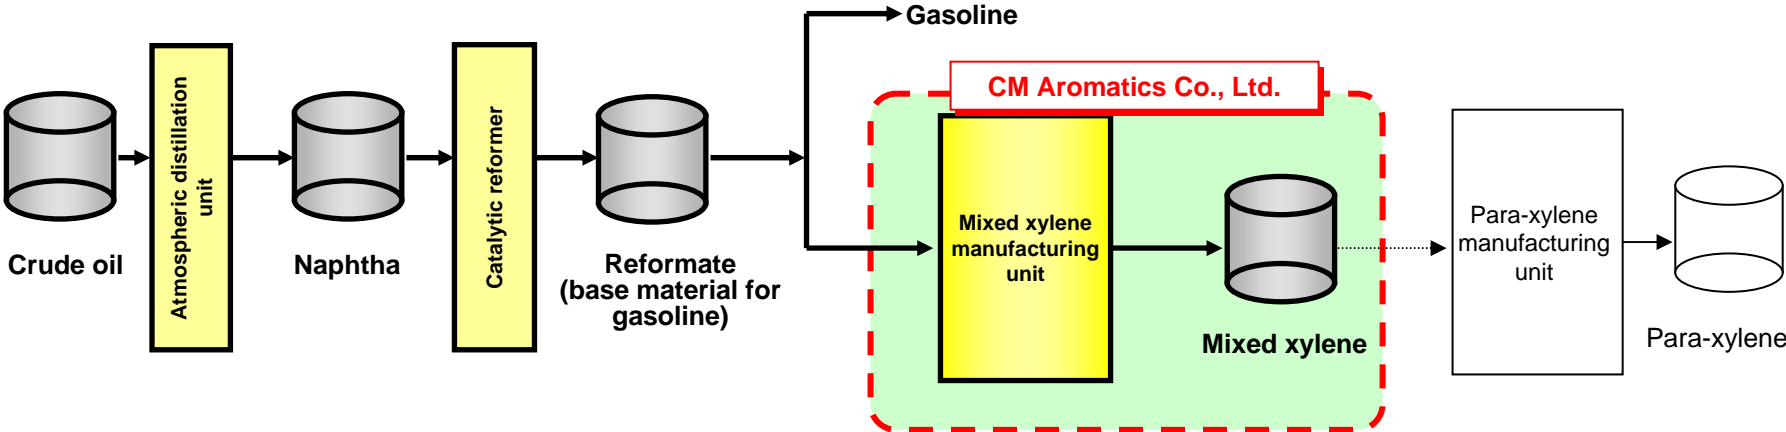 Gasoline
CM Aromatics Co., Ltd.
Atmospheric distillation
unit
Catalytic reformer
Mixed xylene
manufacturing
unit
Para-xylene
manufacturing
unit
Crude oil
Naphtha
Reformate
(base material for
gasoline)
Mixed xylene
Para-xylene